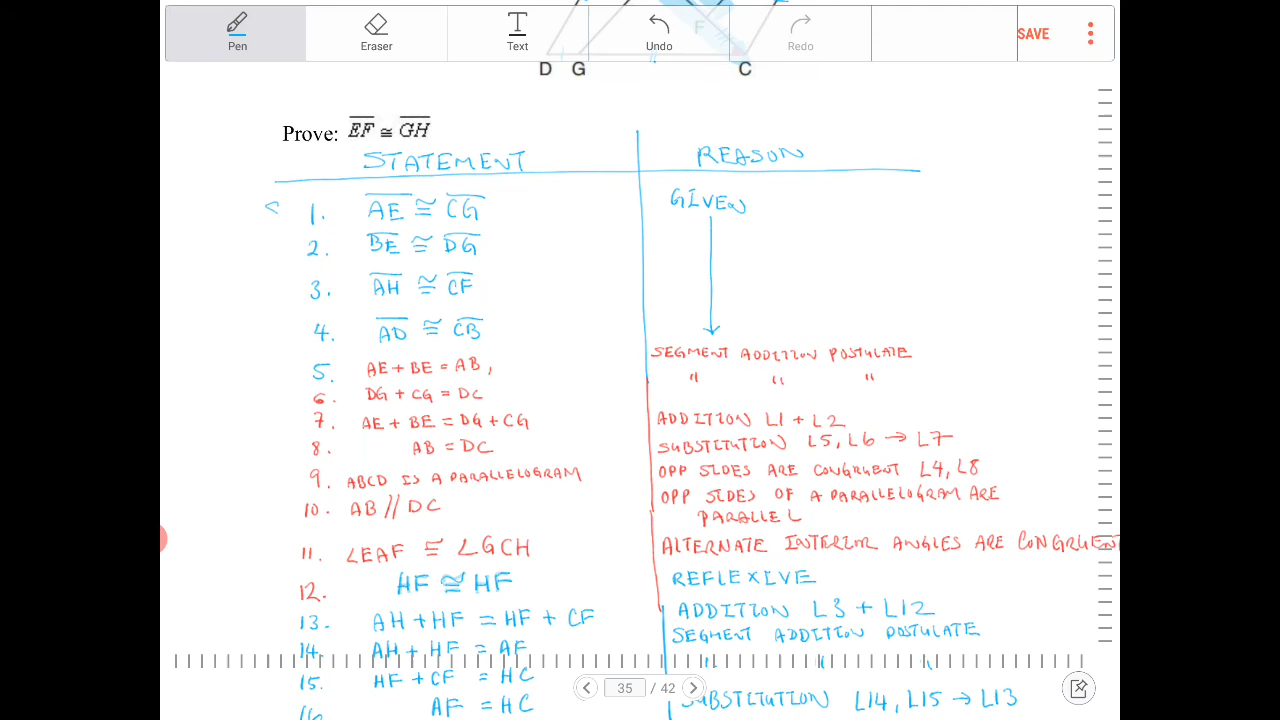 Pen Eraser Text Undo Redo SAVE
F
D G C
Prove: EF ≅ GH
STATEMENT REASON
1. AE ≅ CG GIVEN
2. BE ≅ DG
3. AH ≅ CF
4. AD ≅ CB
SEGMENT ADDITION POSTULATE
5. AE + BE = AB,
" " "
6. DG + CG = DC
7. AE + BE = DG + CG ADDITION L1 + L2
8. AB = DC SUBSTITUTION L5, L6 → L7
9. ABCD IS A PARALLELOGRAM OPP SIDES ARE CONGRUENT L4, L8
10. AB // DC OPP SIDES OF A PARALLELOGRAM ARE
PARALLEL
11. ∠EAF ≅ ∠GCH ALTERNATE INTERIOR ANGLES ARE CONGRUENT
12. HF ≅ HF REFLEXIVE
13. AH + HF = HF + CF ADDITION L3 + L12
SEGMENT ADDITION POSTULATE
14. AH + HF = AF
15. HF + CF = HC
35 / 42
16 AF = HC SUBSTITUTION L14, L15 → L13